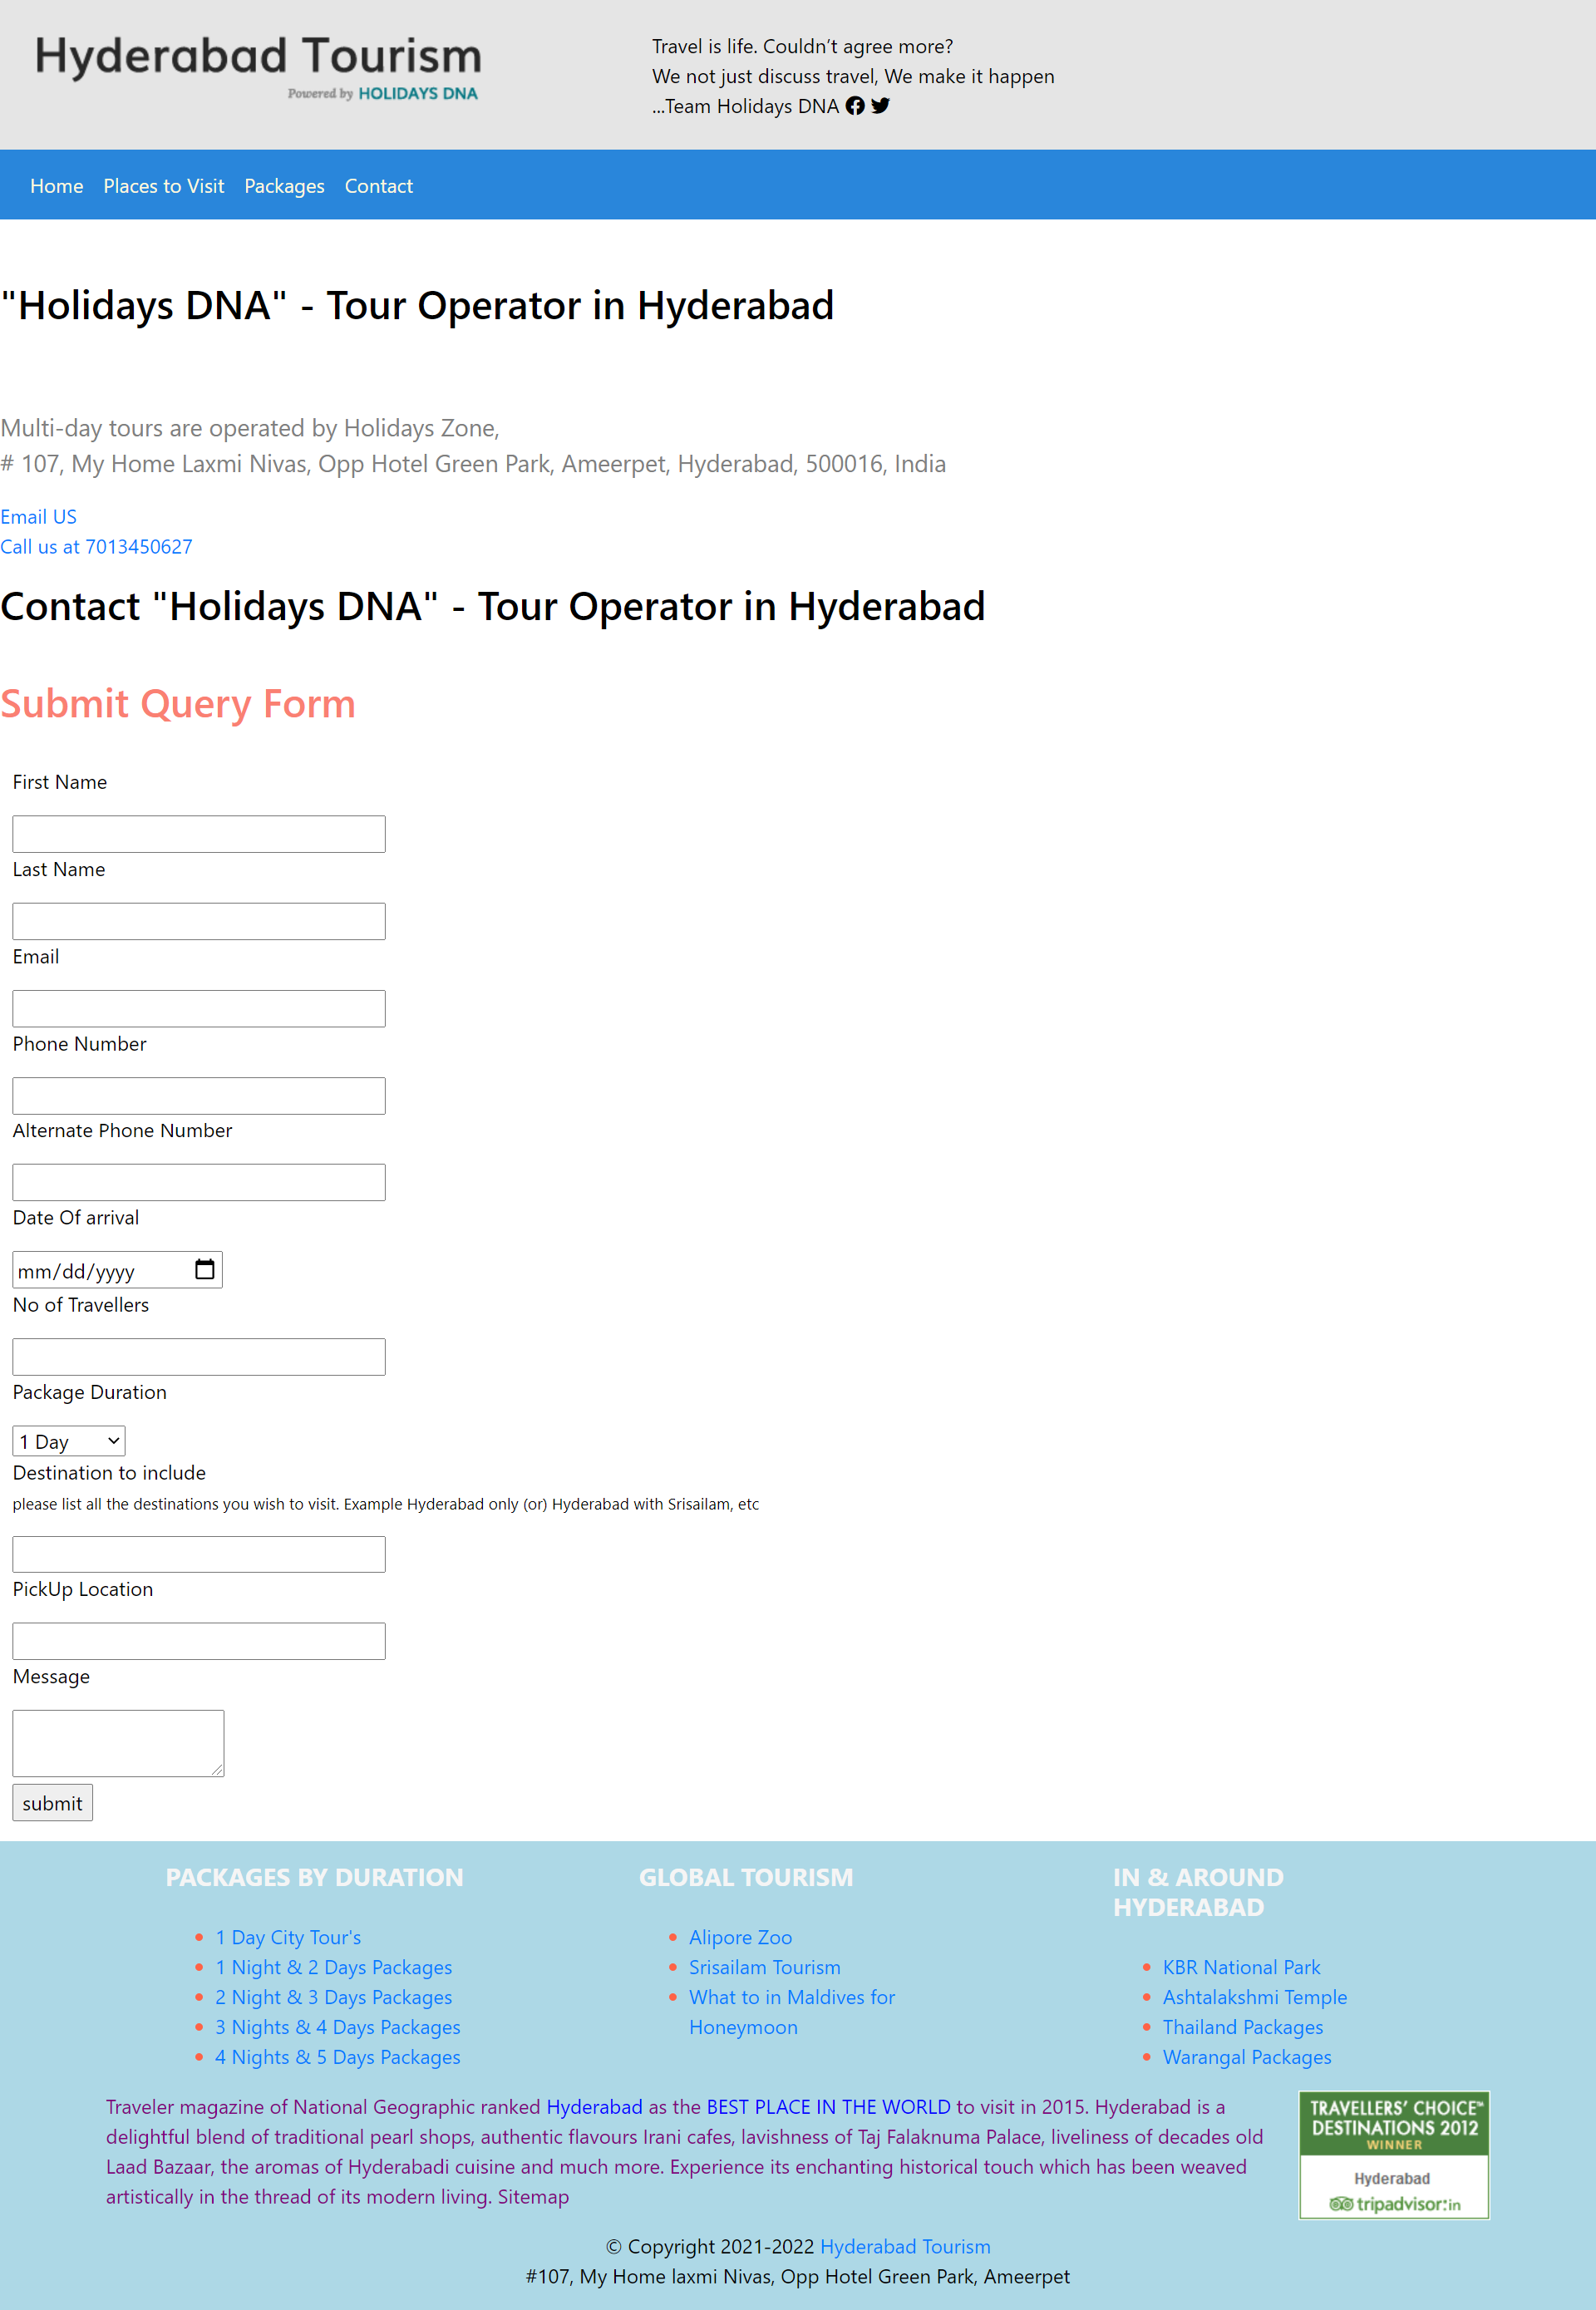 Hyderabad Tourism
Powered by HOLIDAYS DNA
Travel is life. Couldn’t agree more?
We not just discuss travel, We make it happen
...Team Holidays DNA
Home Places to Visit Packages Contact
"Holidays DNA" - Tour Operator in Hyderabad
Multi-day tours are operated by Holidays Zone,
# 107, My Home Laxmi Nivas, Opp Hotel Green Park, Ameerpet, Hyderabad, 500016, India
Email US
Call us at 7013450627
Contact "Holidays DNA" - Tour Operator in Hyderabad
Submit Query Form
First Name
Last Name
Email
Phone Number
Alternate Phone Number
Date Of arrival
mm/dd/yyyy
No of Travellers
Package Duration
1 Day
Destination to include
please list all the destinations you wish to visit. Example Hyderabad only (or) Hyderabad with Srisailam, etc
PickUp Location
Message
submit
PACKAGES BY DURATION
1 Day City Tour's
1 Night & 2 Days Packages
2 Night & 3 Days Packages
3 Nights & 4 Days Packages
4 Nights & 5 Days Packages
GLOBAL TOURISM
Alipore Zoo
Srisailam Tourism
What to in Maldives for
Honeymoon
IN & AROUND
HYDERABAD
KBR National Park
Ashtalakshmi Temple
Thailand Packages
Warangal Packages
Traveler magazine of National Geographic ranked Hyderabad as the BEST PLACE IN THE WORLD to visit in 2015. Hyderabad is a
delightful blend of traditional pearl shops, authentic flavours Irani cafes, lavishness of Taj Falaknuma Palace, liveliness of decades old
Laad Bazaar, the aromas of Hyderabadi cuisine and much more. Experience its enchanting historical touch which has been weaved
artistically in the thread of its modern living. Sitemap
TRAVELLERS’ CHOICE™
DESTINATIONS 2012
WINNER
Hyderabad
tripadvisor.in
© Copyright 2021-2022 Hyderabad Tourism
#107, My Home laxmi Nivas, Opp Hotel Green Park, Ameerpet